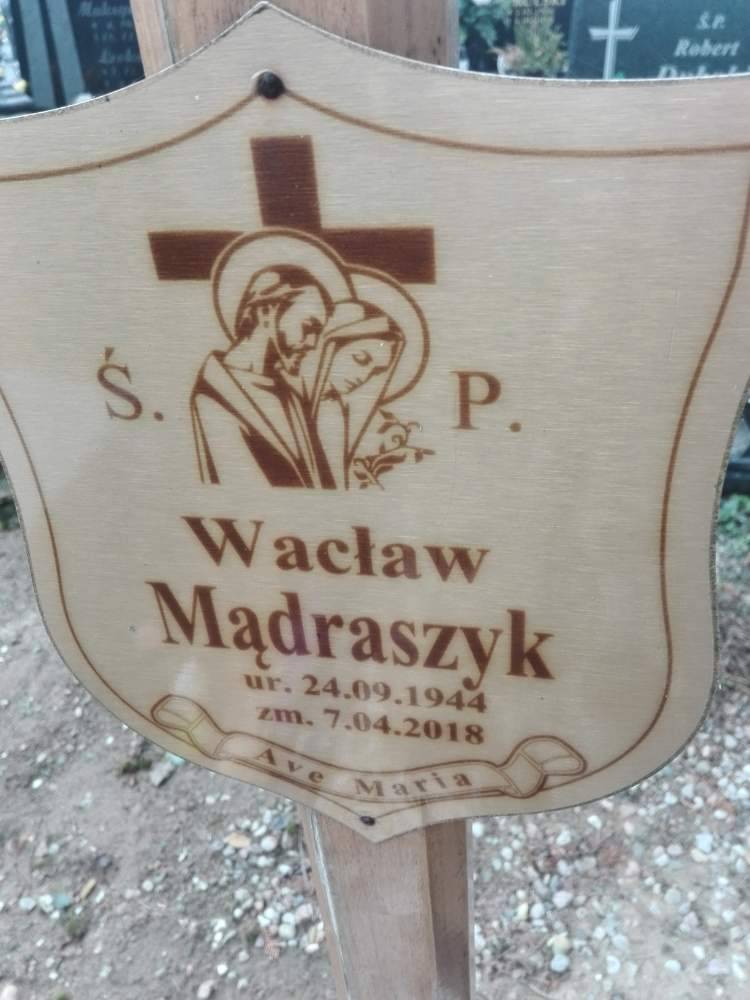 Ś. P.
Wacław
Mądraszyk
ur. 24.09.1944
zm. 7.04.2018
Ave Maria
Ś.P.
Robert